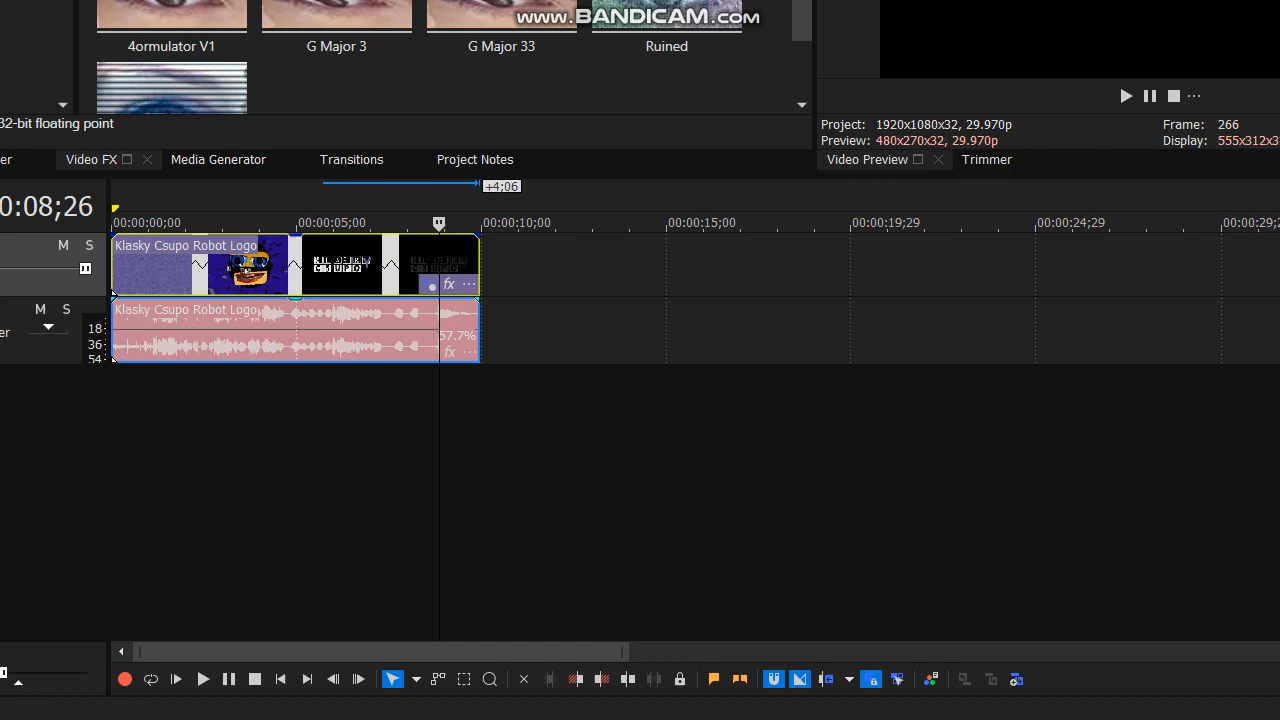 www.BANDICAM.com
4ormulator V1
G Major 3
G Major 33
Ruined
32-bit floating point
Project: 1920x1080x32, 29.970p
Frame: 266
Preview: 480x270x32, 29.970p
Display: 555x312x3
er
Video FX
Media Generator
Transitions
Project Notes
Video Preview
Trimmer
0:08;26
+4;06
00:00:00;00
00:00:05;00
00:00:10;00
00:00:15;00
00:00:19;29
00:00:24;29
00:00:29;2
M S
Klasky Csupo Robot Logo
KLASKY
CSUPO
fx
M S
Klasky Csupo Robot Logo
er
18
36
54
57.7%
fx